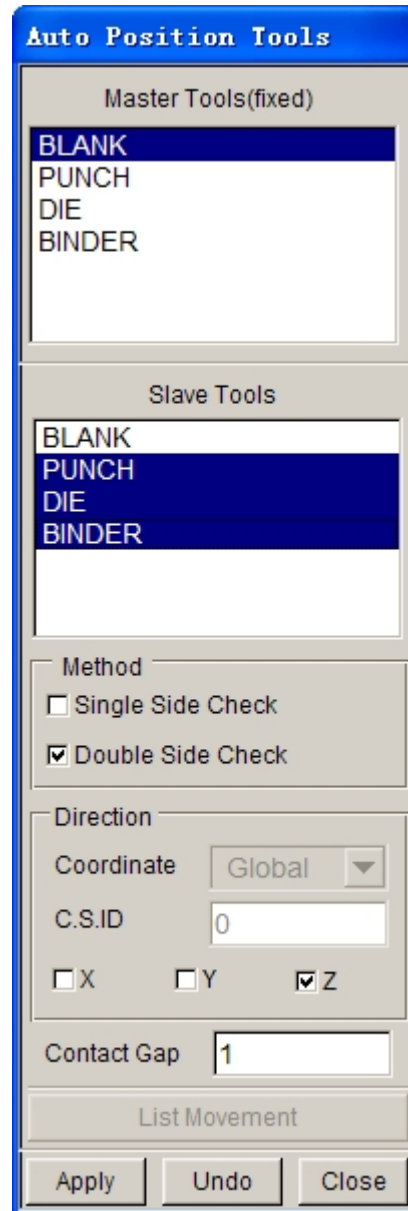 Auto Position Tools
Master Tools(fixed)
BLANK
PUNCH
DIE
BINDER
Slave Tools
BLANK
PUNCH
DIE
BINDER
Method
Single Side Check
Double Side Check
Direction
Coordinate Global
C.S.ID 0
X Y Z
Contact Gap 1
List Movement
Apply Undo Close